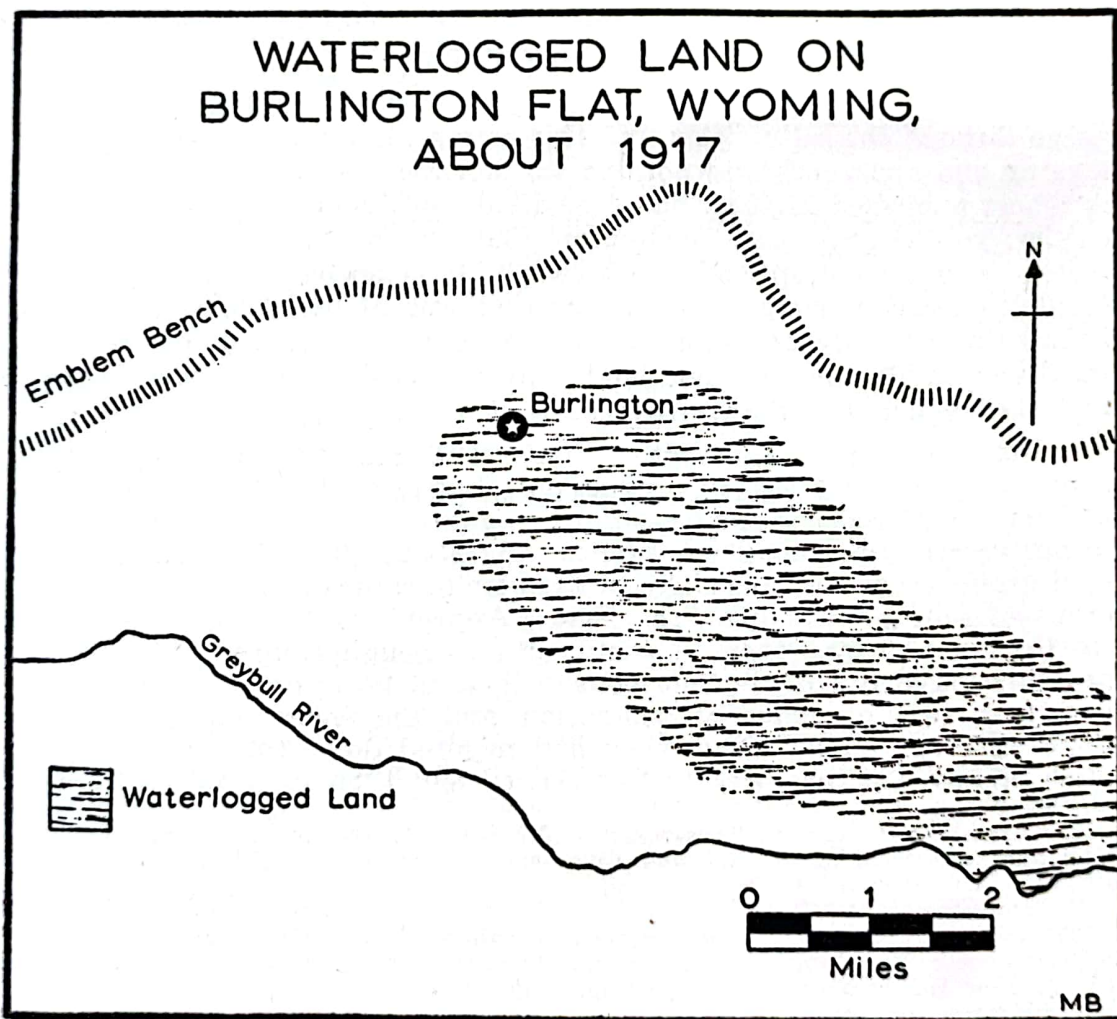 WATERLOGGED LAND ON
BURLINGTON FLAT, WYOMING,
ABOUT 1917
N
Emblem Bench
Burlington
Greybull River
Waterlogged Land
0 1 2
Miles
MB